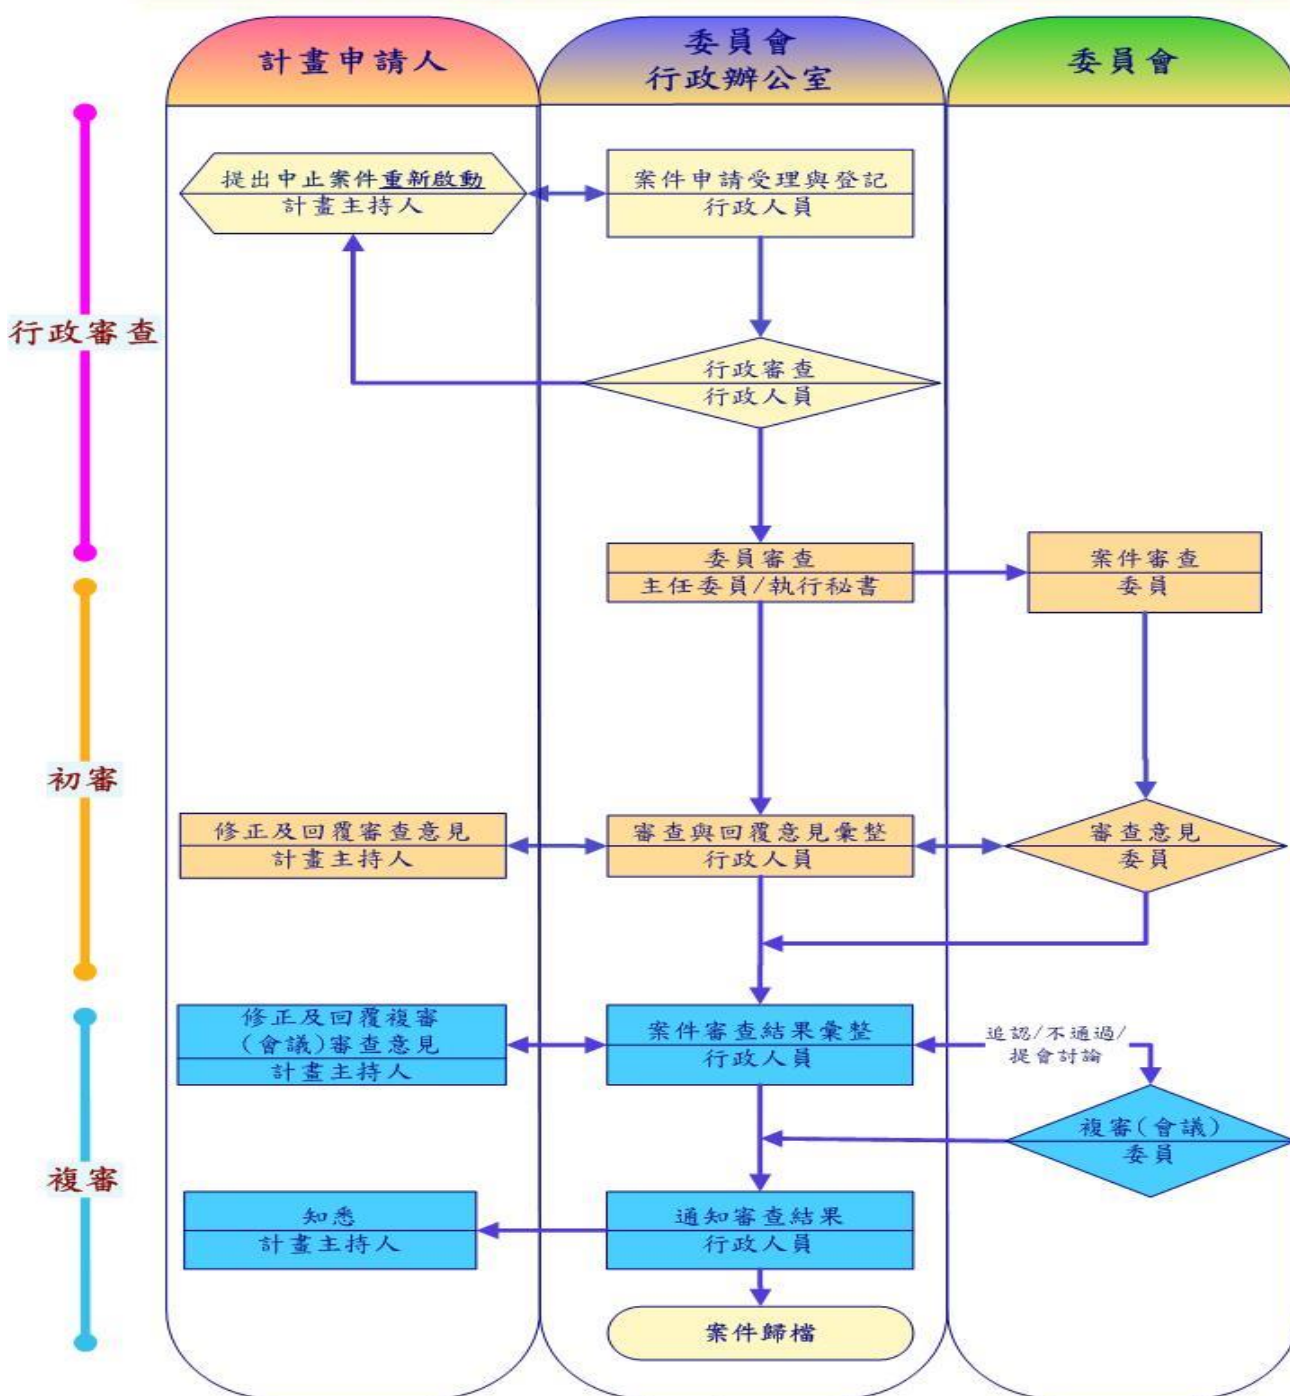 計畫申請人
委員會
行政辦公室
委員會
行政審查
提出中止案件重新啟動
計畫主持人
案件申請受理與登記
行政人員
行政審查
行政人員
初審
委員審查
主任委員/執行秘書
案件審查
委員
修正及回覆審查意見
計畫主持人
審查與回覆意見彙整
行政人員
審查意見
委員
複審
修正及回覆複審
(會議)審查意見
計畫主持人
案件審查結果彙整
行政人員
追認/不通過/
提會討論
複審(會議)
委員
知悉
計畫主持人
通知審查結果
行政人員
案件歸檔